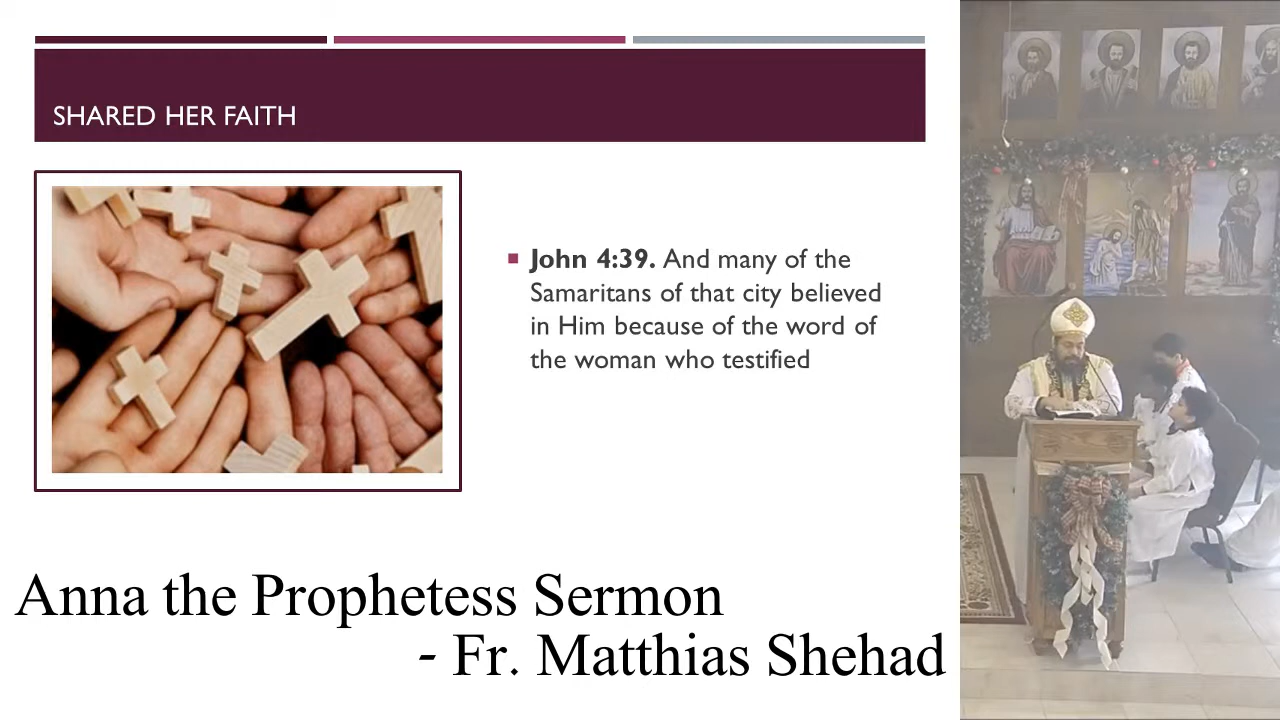 SHARED HER FAITH
John 4:39. And many of the
Samaritans of that city believed
in Him because of the word of
the woman who testified
Anna the Prophetess Sermon
- Fr. Matthias Shehad